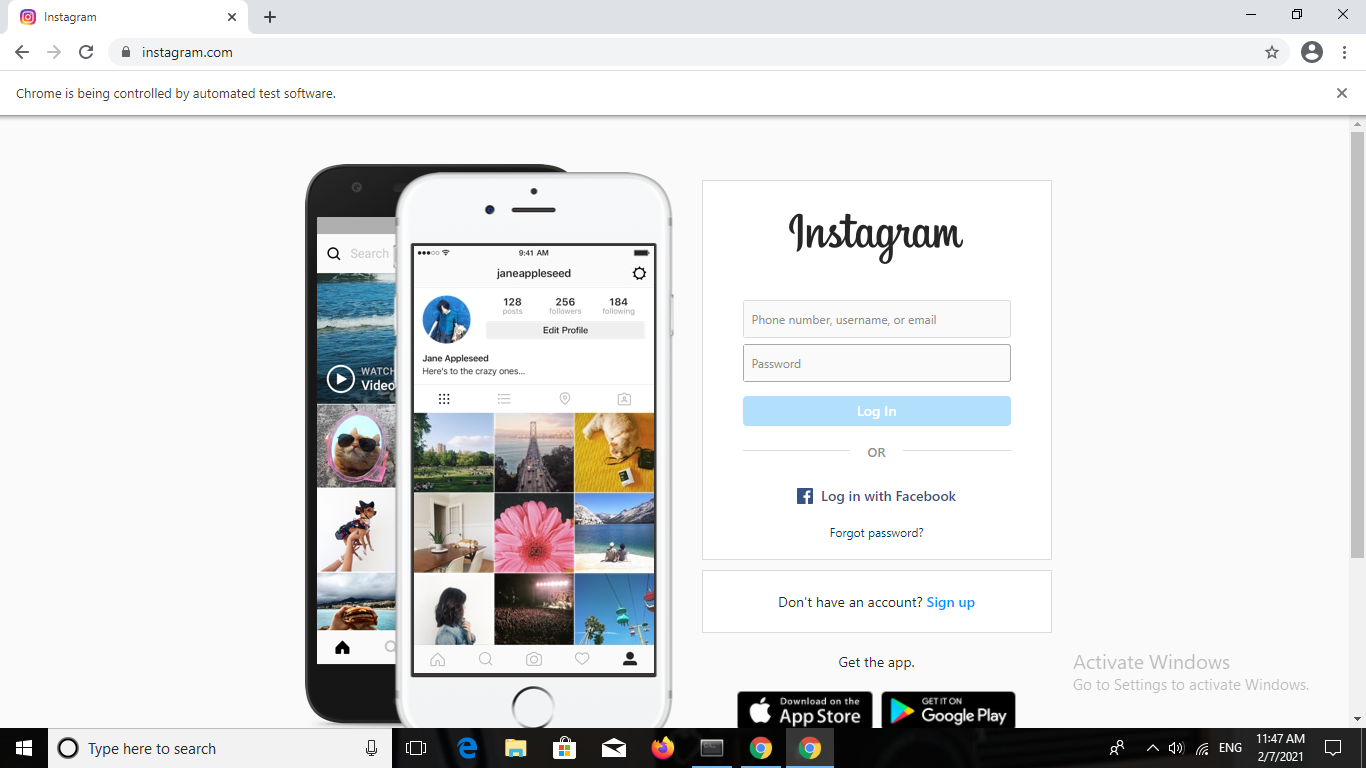 Instagram
instagram.com
Chrome is being controlled by automated test software.
Search
WATCH
Video
9:41 AM
janeappleseed
128
256
184
posts
followers
following
Edit Profile
Jane Appleseed
Here's to the crazy ones...
Instagram
Phone number, username, or email
Password
Log In
OR
Log in with Facebook
Forgot password?
Don't have an account? Sign up
Get the app.
Download on the
App Store
GET IT ON
Google Play
Activate Windows
Go to Settings to activate Windows.
Type here to search
ENG
11:47 AM
2/7/2021